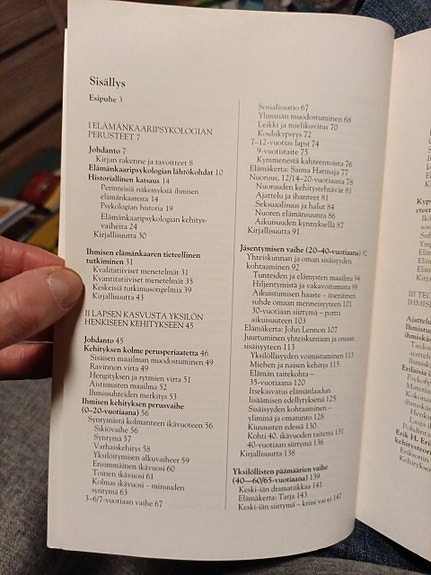 Sisällys
Esipuhe 3
I ELÄMÄNKAARIPSYKOLOGIAN
PERUSTEET 7
Johdanto 7
Kirjan rakenne ja tavoitteet 8
Elämänkaaripsykologian lähtökohdat 10
Historiallinen katsaus 14
Perinteisiä näkemyksiä ihmisen
elämänkaaresta 14
Psykologian historia 19
Elämänkaaripsykologian kehitys-
vaiheita 24
Kirjallisuutta 30
Ihmisen elämänkaaren tieteellinen
tutkiminen 31
Kvalitatiiviset menetelmät 31
Kvantitatiiviset menetelmät 35
Keskeisiä tutkimusongelmia 39
Kirjallisuutta 43
II LAPSEN KASVUSTA YKSILÖN
HENKISEEN KEHITYKSEEN 45
Johdanto 45
Kehityksen kolme perusperiaatetta 46
Sisäisen maailman muodostuminen 49
Ravinnon virta 49
Hengityksen ja rytmien virta 51
Aistimusten maailma 52
Ihmissuhteiden merkitys 53
Ihmisen kehityksen perusvaihe
(0–20-vuotiaana) 56
Syntymästä kolmanteen ikävuoteen 56
Sikiövaihe 56
Syntymä 57
Varhaiskehitys 58
Yksilöitymisen alkuvaiheet 59
Ensimmäinen ikävuosi 60
Toinen ikävuosi 61
Kolmas ikävuosi – minuuden
syntymä 63
3–6/7-vuotias vaihe 67
Sosialisaatio 67
Yliminän muodostuminen 68
Leikki ja mielikuvitus 70
Koulukypsyys 72
7–12-vuotias lapsi 74
9-vuotistaite 75
Kymmenestä kahteentoista 76
Elämäkerta: Saima Harmaja 77
Nuoruus, 12/14–20-vuotiaana 78
Nuoruuden kehitystehtävät 81
Ajattelu ja ihanteet 81
Seksuaalisuus ja halut 84
Nuoren elämänsuunta 86
Aikuisuuden kynnyksellä 87
Kirjallisuutta 91
Jäsentymisen vaihe (20–40-vuotiaana) 92
Yhteiskunnan ja oman sisäisyyden
kohtaaminen 92
Tunteiden ja elämysten maailma 94
Hiljentymistä ja vakavoitumista 98
Aikuistumisen haaste – itsenäinen
suhde omaan menneisyyteen 101
30-vuotiaan siirtymä – portti
aikuisuuteen 103
Elämäkerta: John Lennon 107
Juurtuminen yhteiskuntaan ja omaan
sisäisyyteen 113
Yksilöllisyyden voimistuminen 113
Miehen ja naisen kehitys 115
Elämän taitekohta –
35-vuotiaana 120
Itsekasvatus elämänlaadun
lisäämisen edellytyksenä 125
Sisäisyyden kohtaaminen –
yliminä ja omatunto 128
Kiusausten edessä 130
Kohti 40. ikävuoden taitetta 131
40-vuotiaan siirtymä 136
Kirjallisuutta 138
Yksilöllisten päämäärien vaihe
(40—60/65-vuotiaana) 139
Keski-iän dramatiikkaa 141
Elämäkerta: Tarja 143
Keski-iän siirtymä – kriisi vai ei? 147